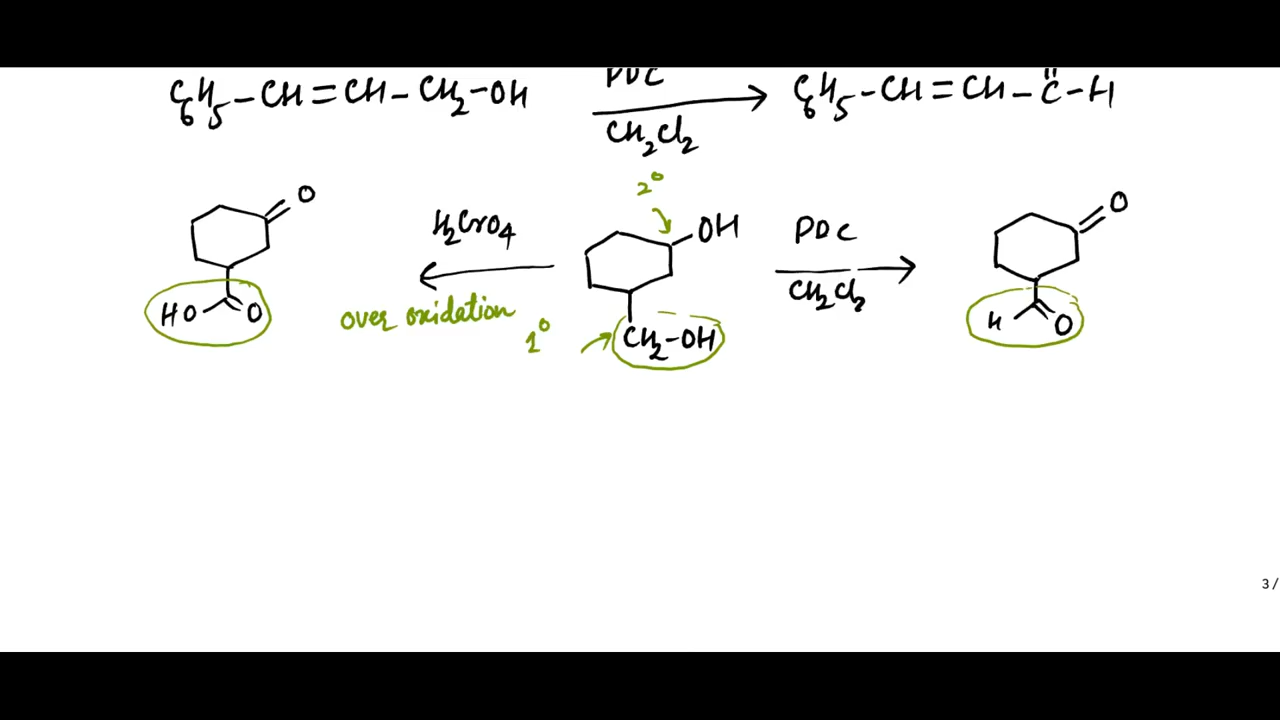 C6H5-CH=CH-CH2-OH PDC CH2Cl2 C6H5-CH=CH-C-H
2°
O H2CrO4 OH PDC O
CH2Cl2
HO O over oxidation 1° CH2-OH H O
3 /